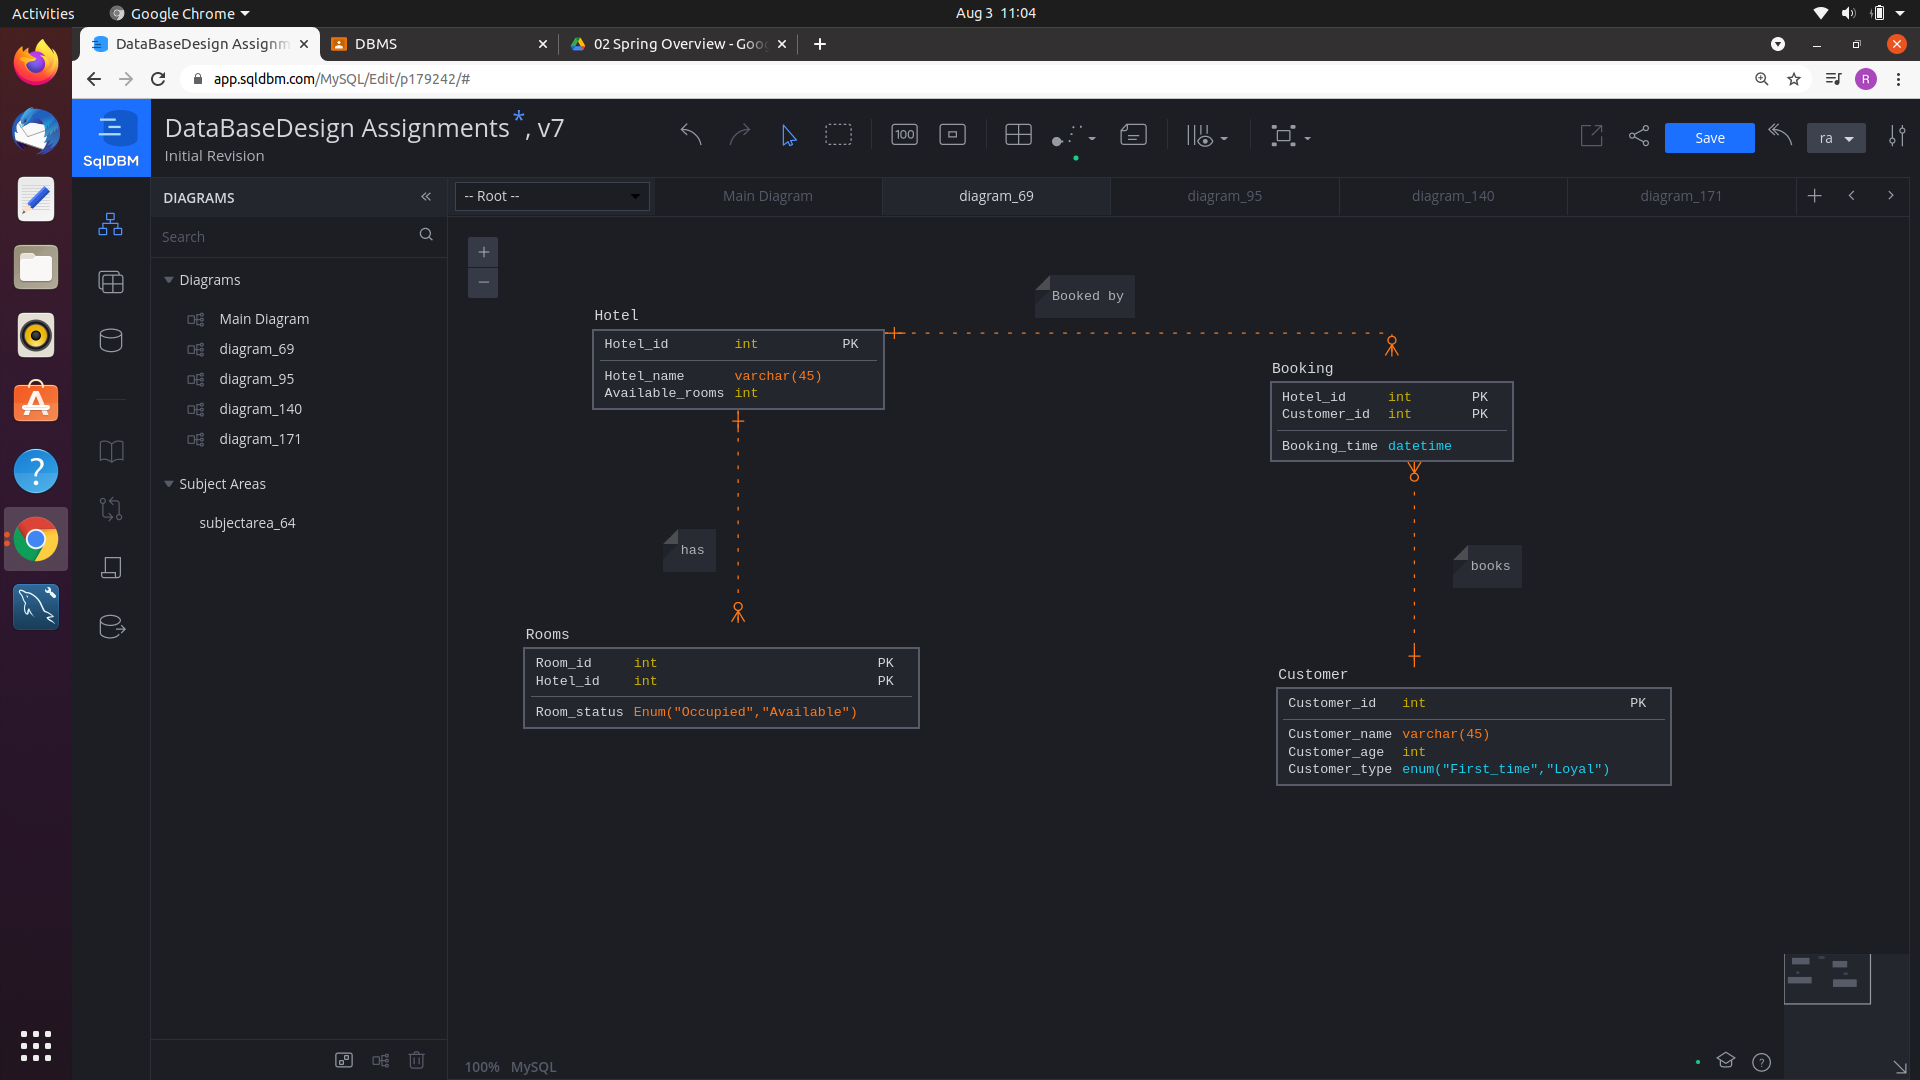 Activities
Google Chrome
Aug 3 11:04
DataBaseDesign Assignm
DBMS
02 Spring Overview - Goo
app.sqldbm.com/MySQL/Edit/p179242/#
R
SqlDBM
DataBaseDesign Assignments*, v7
Initial Revision
100
Save
ra
DIAGRAMS
-- Root --
Main Diagram
diagram_69
diagram_95
diagram_140
diagram_171
Search
Diagrams
Main Diagram
diagram_69
diagram_95
diagram_140
diagram_171
Subject Areas
subjectarea_64
Booked by
Hotel
Hotel_id int PK
Hotel_name varchar(45)
Available_rooms int
Booking
Hotel_id int PK
Customer_id int PK
Booking_time datetime
has
books
Rooms
Room_id int PK
Hotel_id int PK
Room_status Enum("Occupied","Available")
Customer
Customer_id int PK
Customer_name varchar(45)
Customer_age int
Customer_type enum("First_time","Loyal")
100% MySQL